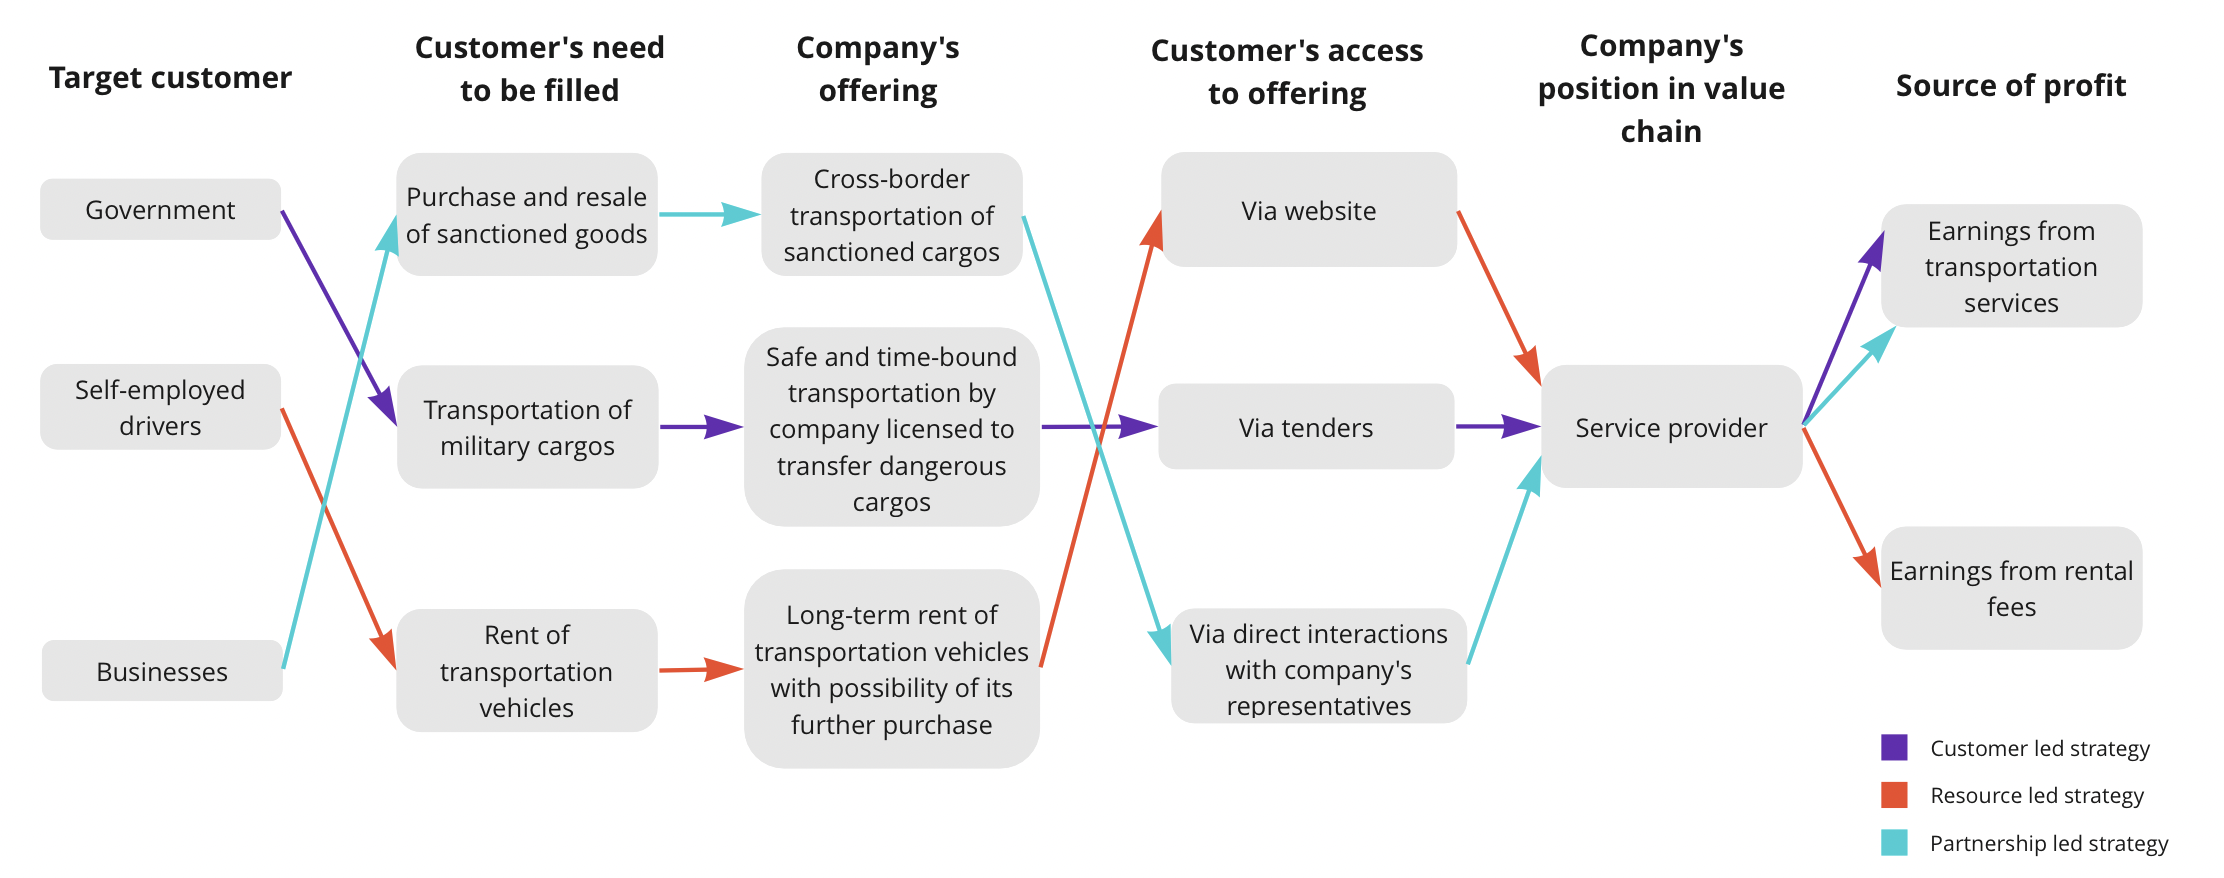 Target customer
Customer's need
to be filled
Company's
offering
Customer's access
to offering
Company's
position in value
chain
Source of profit
Government
Self-employed
drivers
Businesses
Purchase and resale
of sanctioned goods
Transportation of
military cargos
Rent of
transportation
vehicles
Cross-border
transportation of
sanctioned cargos
Safe and time-bound
transportation by
company licensed to
transfer dangerous
cargos
Long-term rent of
transportation vehicles
with possibility of its
further purchase
Via website
Via tenders
Via direct interactions
with company's
representatives
Service provider
Earnings from
transportation
services
Earnings from rental
fees
Customer led strategy
Resource led strategy
Partnership led strategy